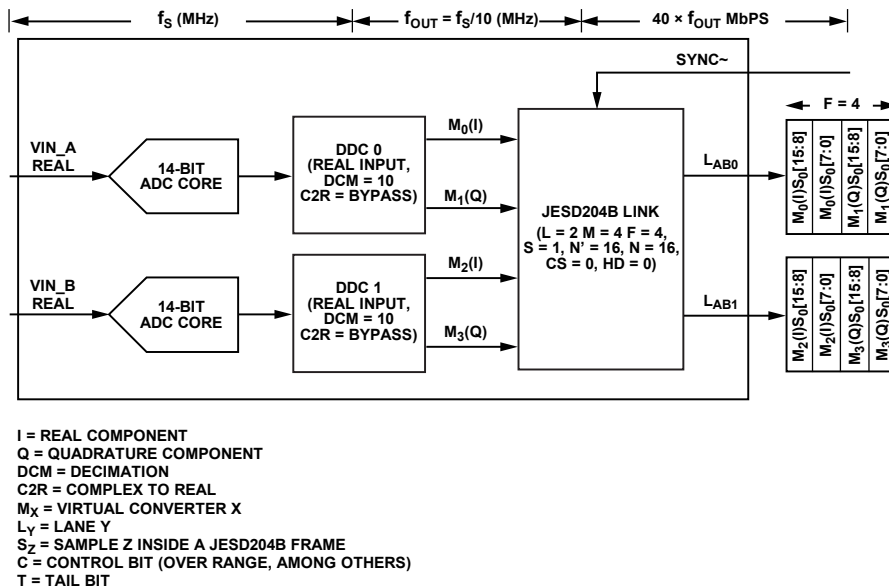 fS (MHz)
fOUT = fS/10 (MHz)
40 × fOUT MbPS
SYNC~
F = 4
VIN_A
REAL
14-BIT
ADC CORE
DDC 0
(REAL INPUT,
DCM = 10
C2R = BYPASS)
M0(I)
M1(Q)
JESD204B LINK
(L = 2 M = 4 F = 4,
S = 1, N' = 16, N = 16,
CS = 0, HD = 0)
LAB0
M0(I)S0[15:8]
M0(I)S0[7:0]
M1(Q)S0[15:8]
M1(Q)S0[7:0]
VIN_B
REAL
14-BIT
ADC CORE
DDC 1
(REAL INPUT,
DCM = 10
C2R = BYPASS)
M2(I)
M3(Q)
LAB1
M2(I)S0[15:8]
M2(I)S0[7:0]
M3(Q)S0[15:8]
M3(Q)S0[7:0]
I = REAL COMPONENT
Q = QUADRATURE COMPONENT
DCM = DECIMATION
C2R = COMPLEX TO REAL
MX = VIRTUAL CONVERTER X
LY = LANE Y
SZ = SAMPLE Z INSIDE A JESD204B FRAME
C = CONTROL BIT (OVER RANGE, AMONG OTHERS)
T = TAIL BIT